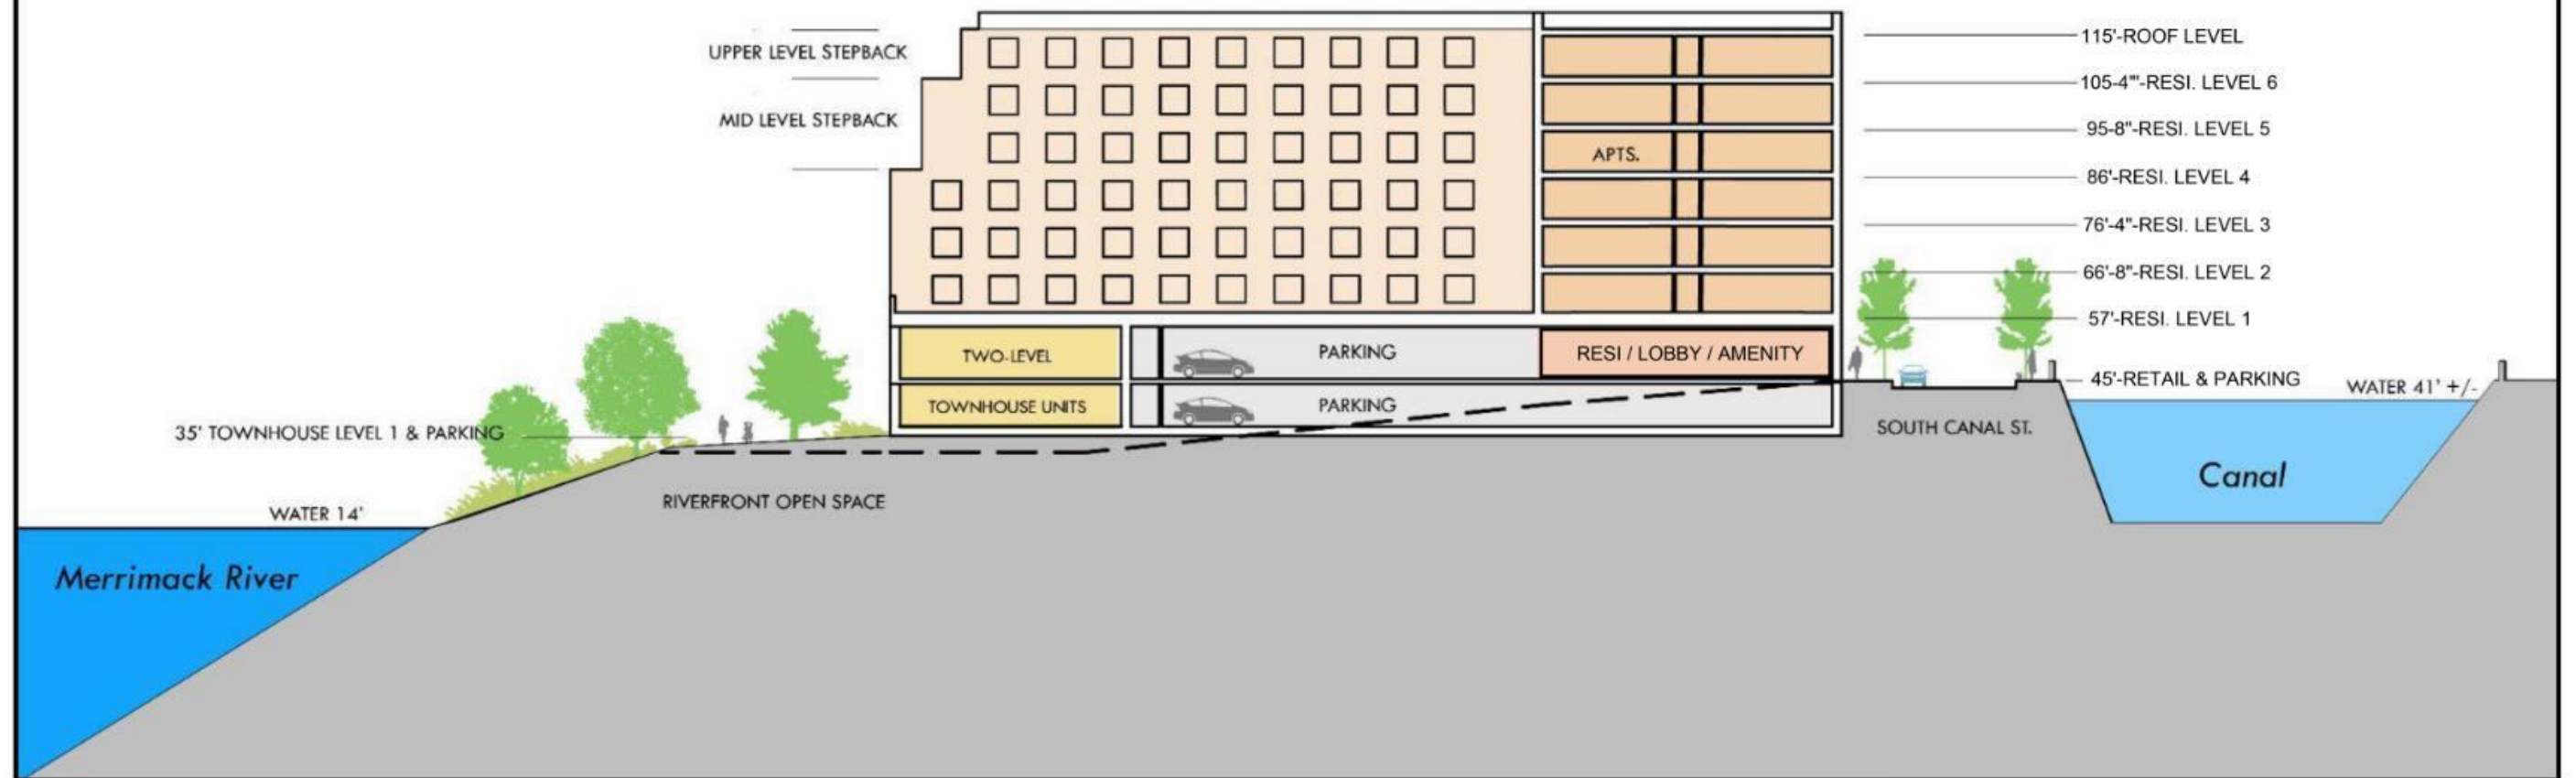 UPPER LEVEL STEPBACK
MID LEVEL STEPBACK
115'-ROOF LEVEL
105-4'"-RESI. LEVEL 6
95-8"-RESI. LEVEL 5
APTS.
86'-RESI. LEVEL 4
76'-4"-RESI. LEVEL 3
66'-8"-RESI. LEVEL 2
57'-RESI. LEVEL 1
TWO-LEVEL
PARKING
RESI / LOBBY / AMENITY
45'-RETAIL & PARKING
WATER 41' +/-
TOWNHOUSE UNITS
PARKING
35' TOWNHOUSE LEVEL 1 & PARKING
SOUTH CANAL ST.
Canal
RIVERFRONT OPEN SPACE
WATER 14'
Merrimack River